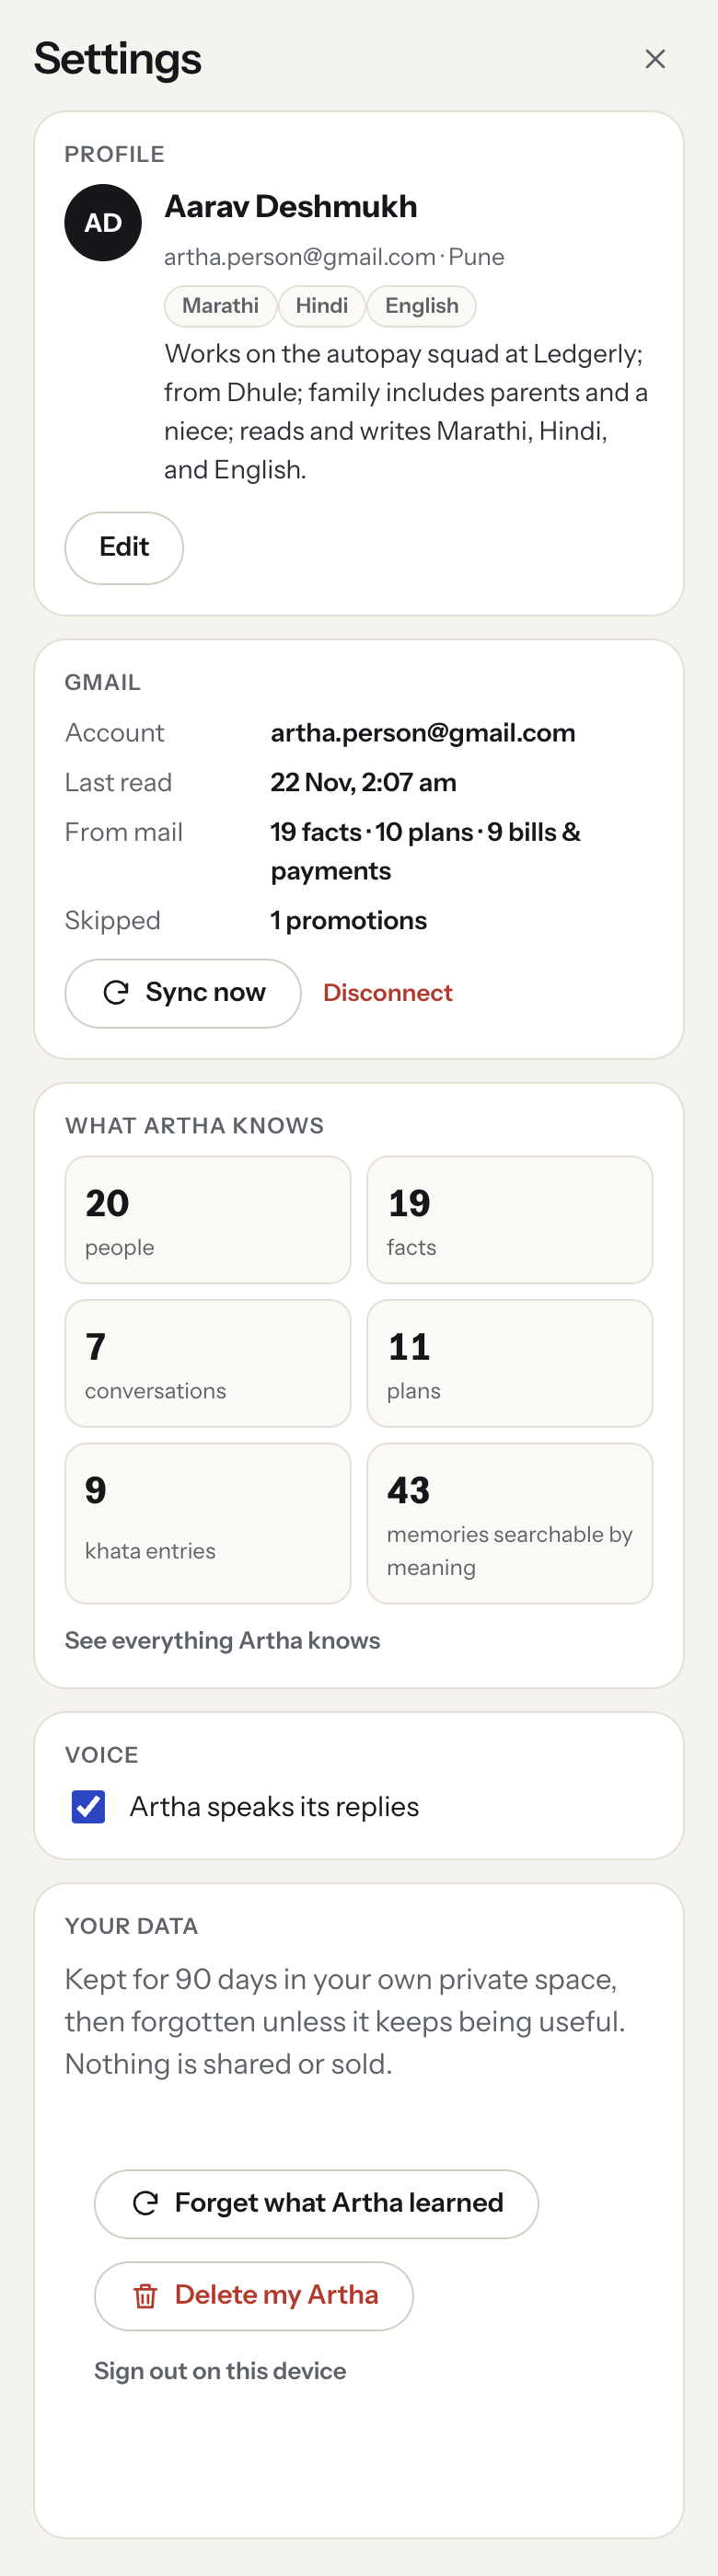 Settings
PROFILE
AD
Aarav Deshmukh
artha.person@gmail.com · Pune
Marathi Hindi English
Works on the autopay squad at Ledgerly;
from Dhule; family includes parents and a
niece; reads and writes Marathi, Hindi,
and English.
Edit
GMAIL
Account artha.person@gmail.com
Last read 22 Nov, 2:07 am
From mail 19 facts · 10 plans · 9 bills &
payments
Skipped 1 promotions
Sync now Disconnect
WHAT ARTHA KNOWS
20 19
people facts
7 11
conversations plans
9 43
khata entries memories searchable by
meaning
See everything Artha knows
VOICE
Artha speaks its replies
YOUR DATA
Kept for 90 days in your own private space,
then forgotten unless it keeps being useful.
Nothing is shared or sold.
Forget what Artha learned
Delete my Artha
Sign out on this device